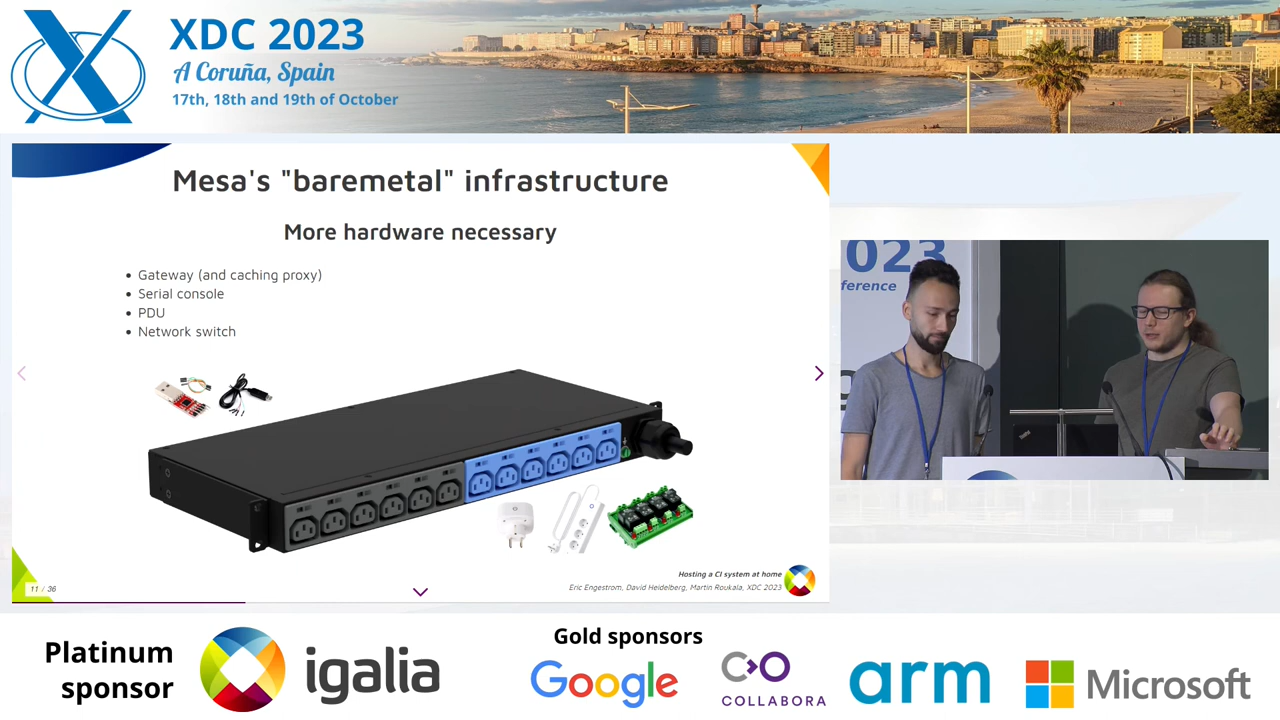 XDC 2023
A Coruña, Spain
17th, 18th and 19th of October
Mesa's "baremetal" infrastructure
More hardware necessary
Gateway (and caching proxy)
Serial console
PDU
Network switch
11 / 36
Hosting a CI system at home
Eric Engestrom, David Heidelberg, Martin Roukala, XDC 2023
023
ference
Platinum
sponsor
igalia
Gold sponsors
Google
COLLABORA
arm
Microsoft